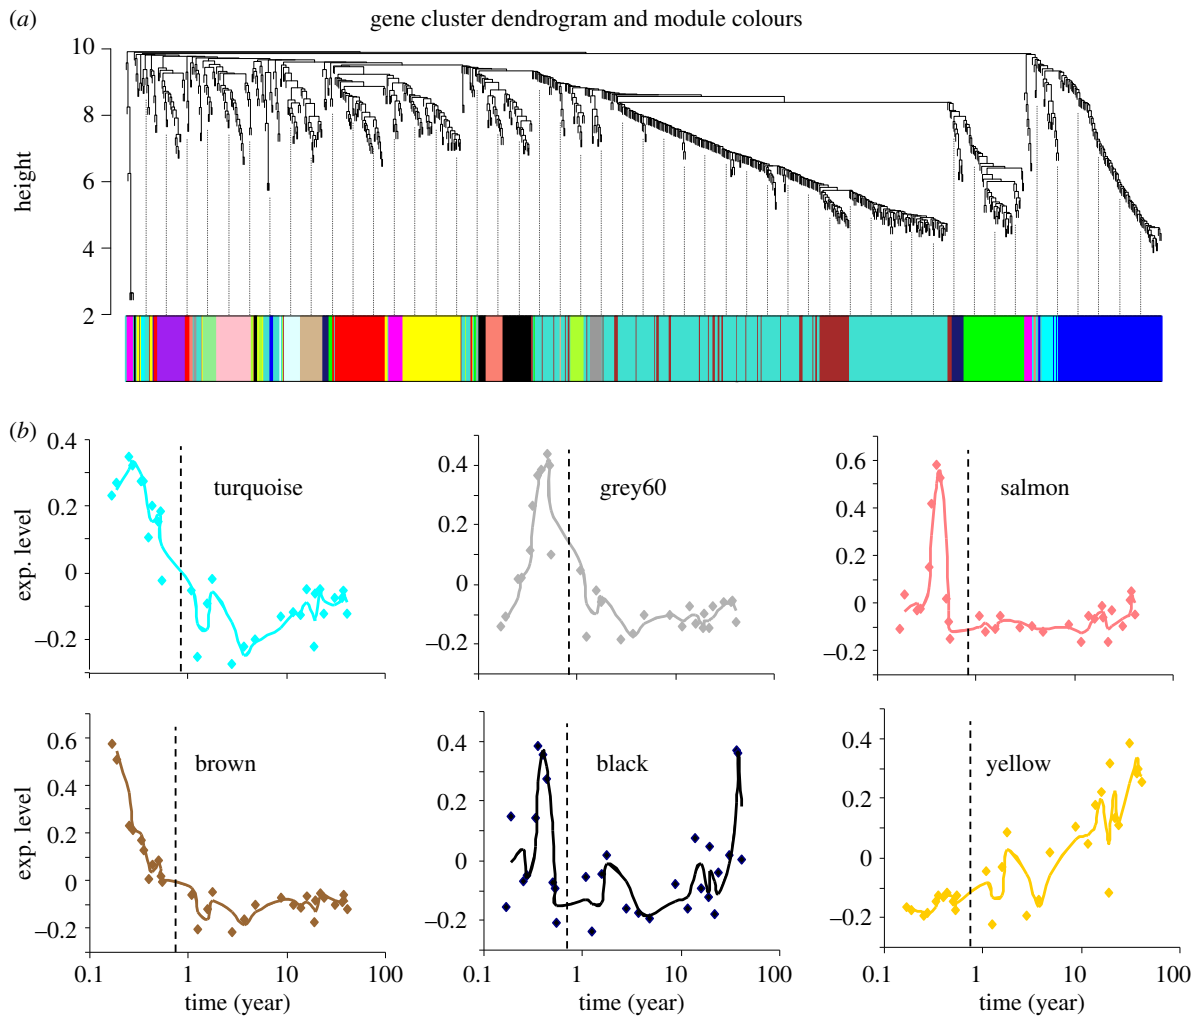 (a)
gene cluster dendrogram and module colours
10
8
6
4
2
height
(b)
0.4
0.2
0
–0.2
exp. level
turquoise
0.4
0.2
0
–0.2
grey60
0.6
0.4
0.2
0
–0.2
salmon
0.6
0.4
0.2
0
–0.2
exp. level
brown
0.1 1 10 100
time (year)
0.4
0.2
0
–0.2
black
0.1 1 10 100
time (year)
0.4
0.2
0
–0.2
yellow
0.1 1 10 100
time (year)